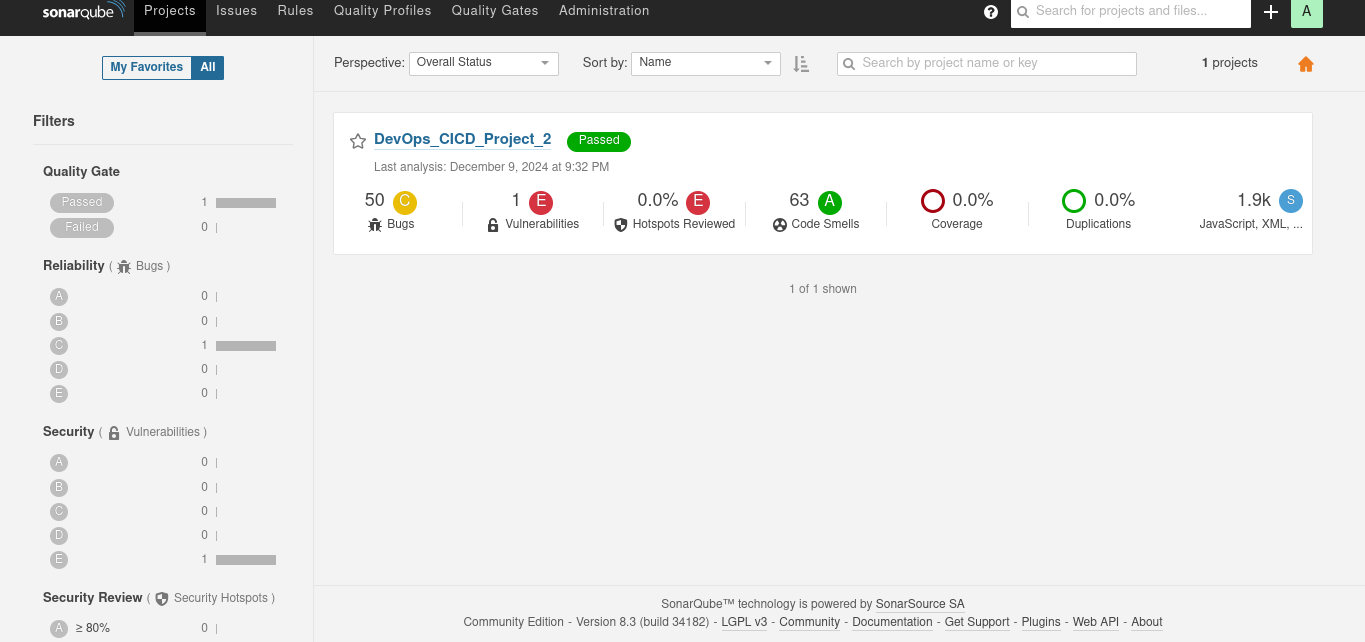 sonarqube Projects Issues Rules Quality Profiles Quality Gates Administration ? Search for projects and files... + A
My Favorites All
Perspective: Overall Status Sort by: Name Search by project name or key 1 projects
Filters
Quality Gate
Passed 1
Failed 0
Reliability ( Bugs )
A 0
B 0
C 1
D 0
E 0
Security ( Vulnerabilities )
A 0
B 0
C 0
D 0
E 1
Security Review ( Security Hotspots )
A ≥ 80% 0
DevOps_CICD_Project_2 Passed
Last analysis: December 9, 2024 at 9:32 PM
50 C 1 E 0.0% E 63 A 0.0% 0.0% 1.9k S
Bugs Vulnerabilities Hotspots Reviewed Code Smells Coverage Duplications JavaScript, XML, ...
1 of 1 shown
SonarQube™ technology is powered by SonarSource SA
Community Edition - Version 8.3 (build 34182) - LGPL v3 - Community - Documentation - Get Support - Plugins - Web API - About